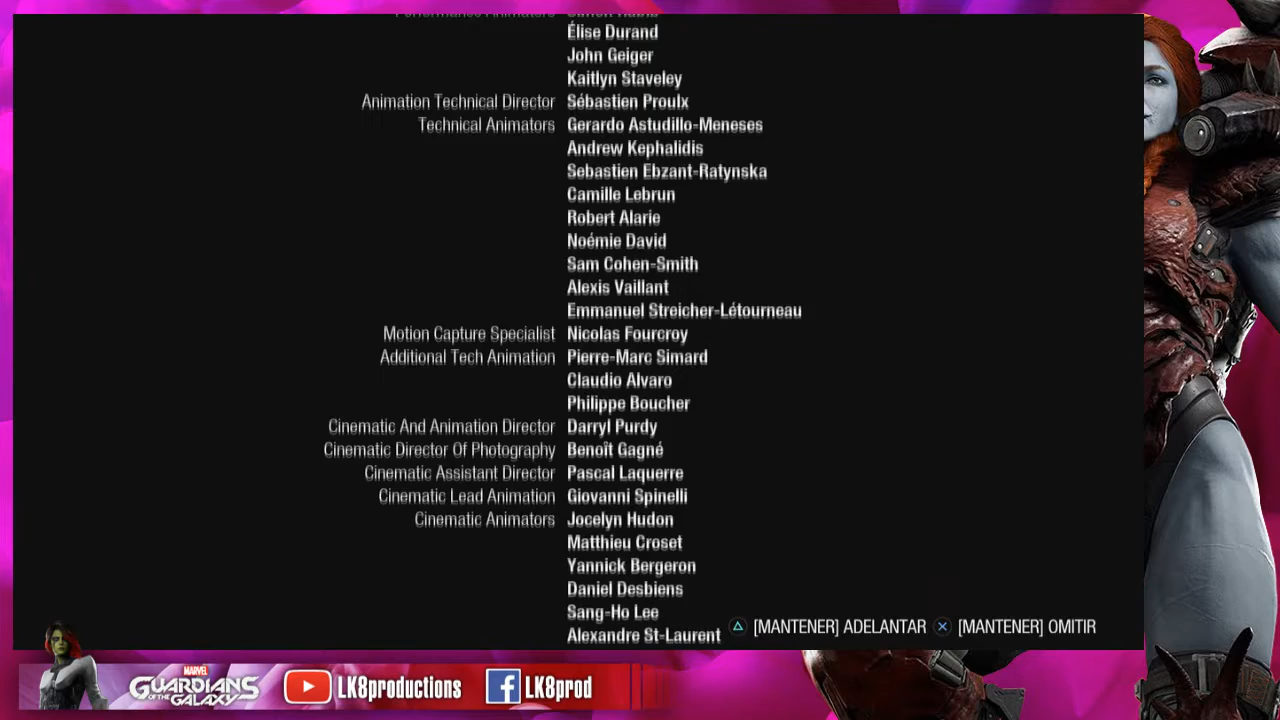 Performance Animators
Élise Durand
John Geiger
Kaitlyn Staveley
Animation Technical Director Sébastien Proulx
Technical Animators Gerardo Astudillo-Meneses
Andrew Kephalidis
Sebastien Ebzant-Ratynska
Camille Lebrun
Robert Alarie
Noémie David
Sam Cohen-Smith
Alexis Vaillant
Emmanuel Streicher-Létourneau
Motion Capture Specialist Nicolas Fourcroy
Additional Tech Animation Pierre-Marc Simard
Claudio Alvaro
Philippe Boucher
Cinematic And Animation Director Darryl Purdy
Cinematic Director Of Photography Benoît Gagné
Cinematic Assistant Director Pascal Laquerre
Cinematic Lead Animation Giovanni Spinelli
Cinematic Animators Jocelyn Hudon
Matthieu Croset
Yannick Bergeron
Daniel Desbiens
Sang-Ho Lee
Alexandre St-Laurent
[MANTENER] ADELANTAR [MANTENER] OMITIR
MARVEL
GUARDIANS
OF THE
GALAXY
LK8productions
LK8prod